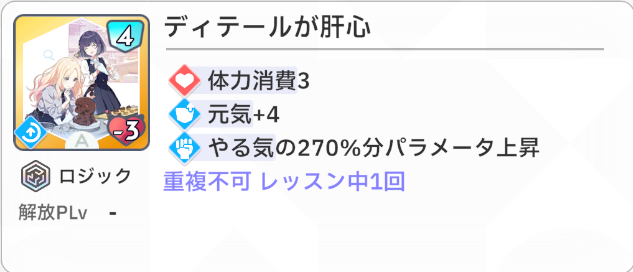 ディテールが肝心
4
-3
A
体力消費3
元気+4
やる気の270%分パラメータ上昇
重複不可 レッスン中1回
ロジック
解放PLv -